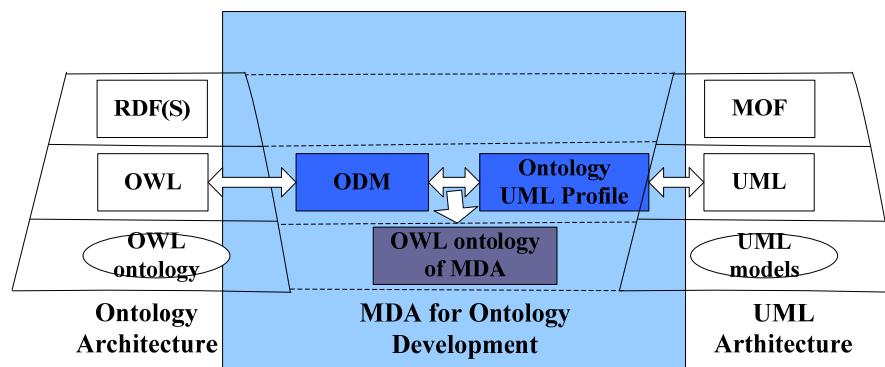 RDF(S)
MOF
OWL
ODM
Ontology
UML Profile
UML
OWL
ontology
OWL ontology
of MDA
UML
models
Ontology
Architecture
MDA for Ontology
Development
UML
Arthitecture